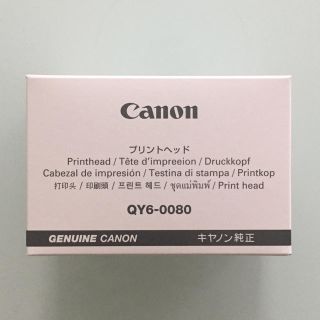 Canon
プリントヘッド
Printhead / Tête d'impreeion / Druckkopf
Cabezal de impresión / Testina di stampa / Printkop
打印头 / 印刷頭 / 프린트 헤드 / ชุดแม่พิมพ์ / Print head
QY6-0080
GENUINE CANON キヤノン純正